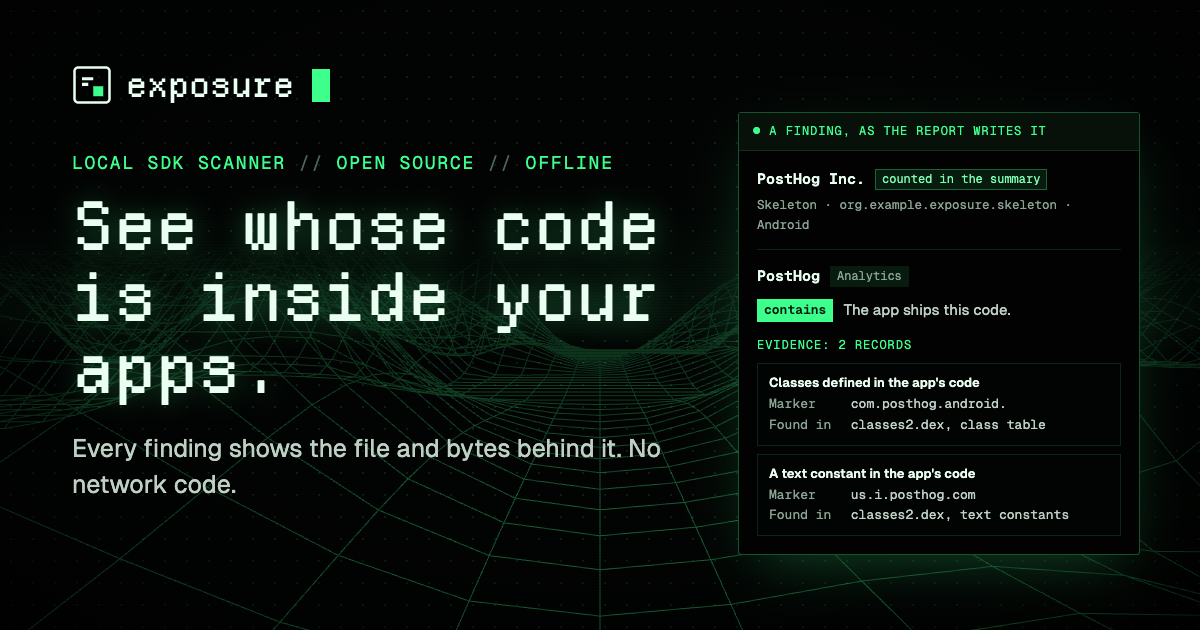 exposure
LOCAL SDK SCANNER // OPEN SOURCE // OFFLINE
See whose code
is inside your
apps.
Every finding shows the file and bytes behind it. No
network code.
A FINDING, AS THE REPORT WRITES IT
PostHog Inc. counted in the summary
Skeleton · org.example.exposure.skeleton ·
Android
PostHog Analytics
contains The app ships this code.
EVIDENCE: 2 RECORDS
Classes defined in the app's code
Marker com.posthog.android.
Found in classes2.dex, class table
A text constant in the app's code
Marker us.i.posthog.com
Found in classes2.dex, text constants